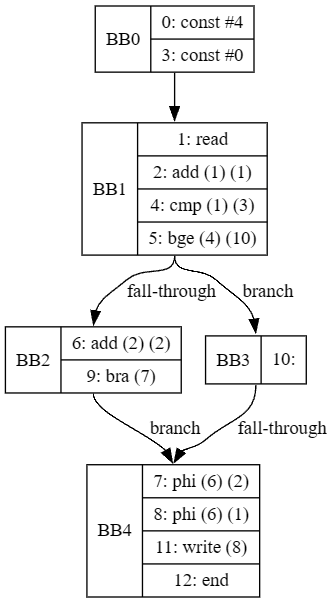 BB0
0: const #4
3: const #0
BB1
1: read
2: add (1) (1)
4: cmp (1) (3)
5: bge (4) (10)
fall-through
branch
BB2
6: add (2) (2)
9: bra (7)
BB3
10:
branch
fall-through
BB4
7: phi (6) (2)
8: phi (6) (1)
11: write (8)
12: end